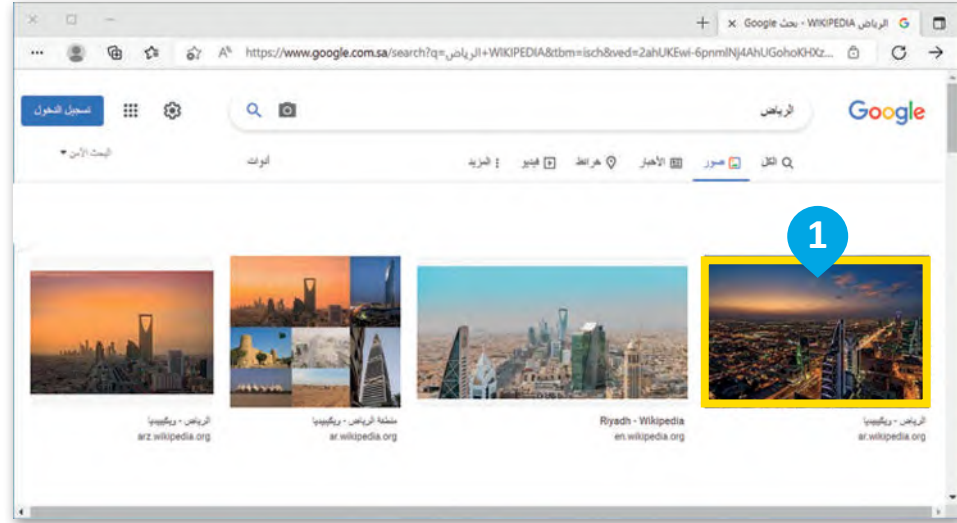 الرياض WIKIPEDIA - بحث Google
https://www.google.com.sa/search?q=الرياض+WIKIPEDIA&tbm=isch&ved=2ahUKEwi-6pnmlNj4AhUGohoKHXz...
Google
الرياض
تسجيل الدخول
الكل
صور
الأخبار
خرائط
فيديو
المزيد
أدوات
البحث الآمن
1
الرياض - ويكيبيديا
ar.wikipedia.org
Riyadh - Wikipedia
en.wikipedia.org
منطقة الرياض - ويكيبيديا
ar.wikipedia.org
الرياض - ويكيبيديا
arz.wikipedia.org